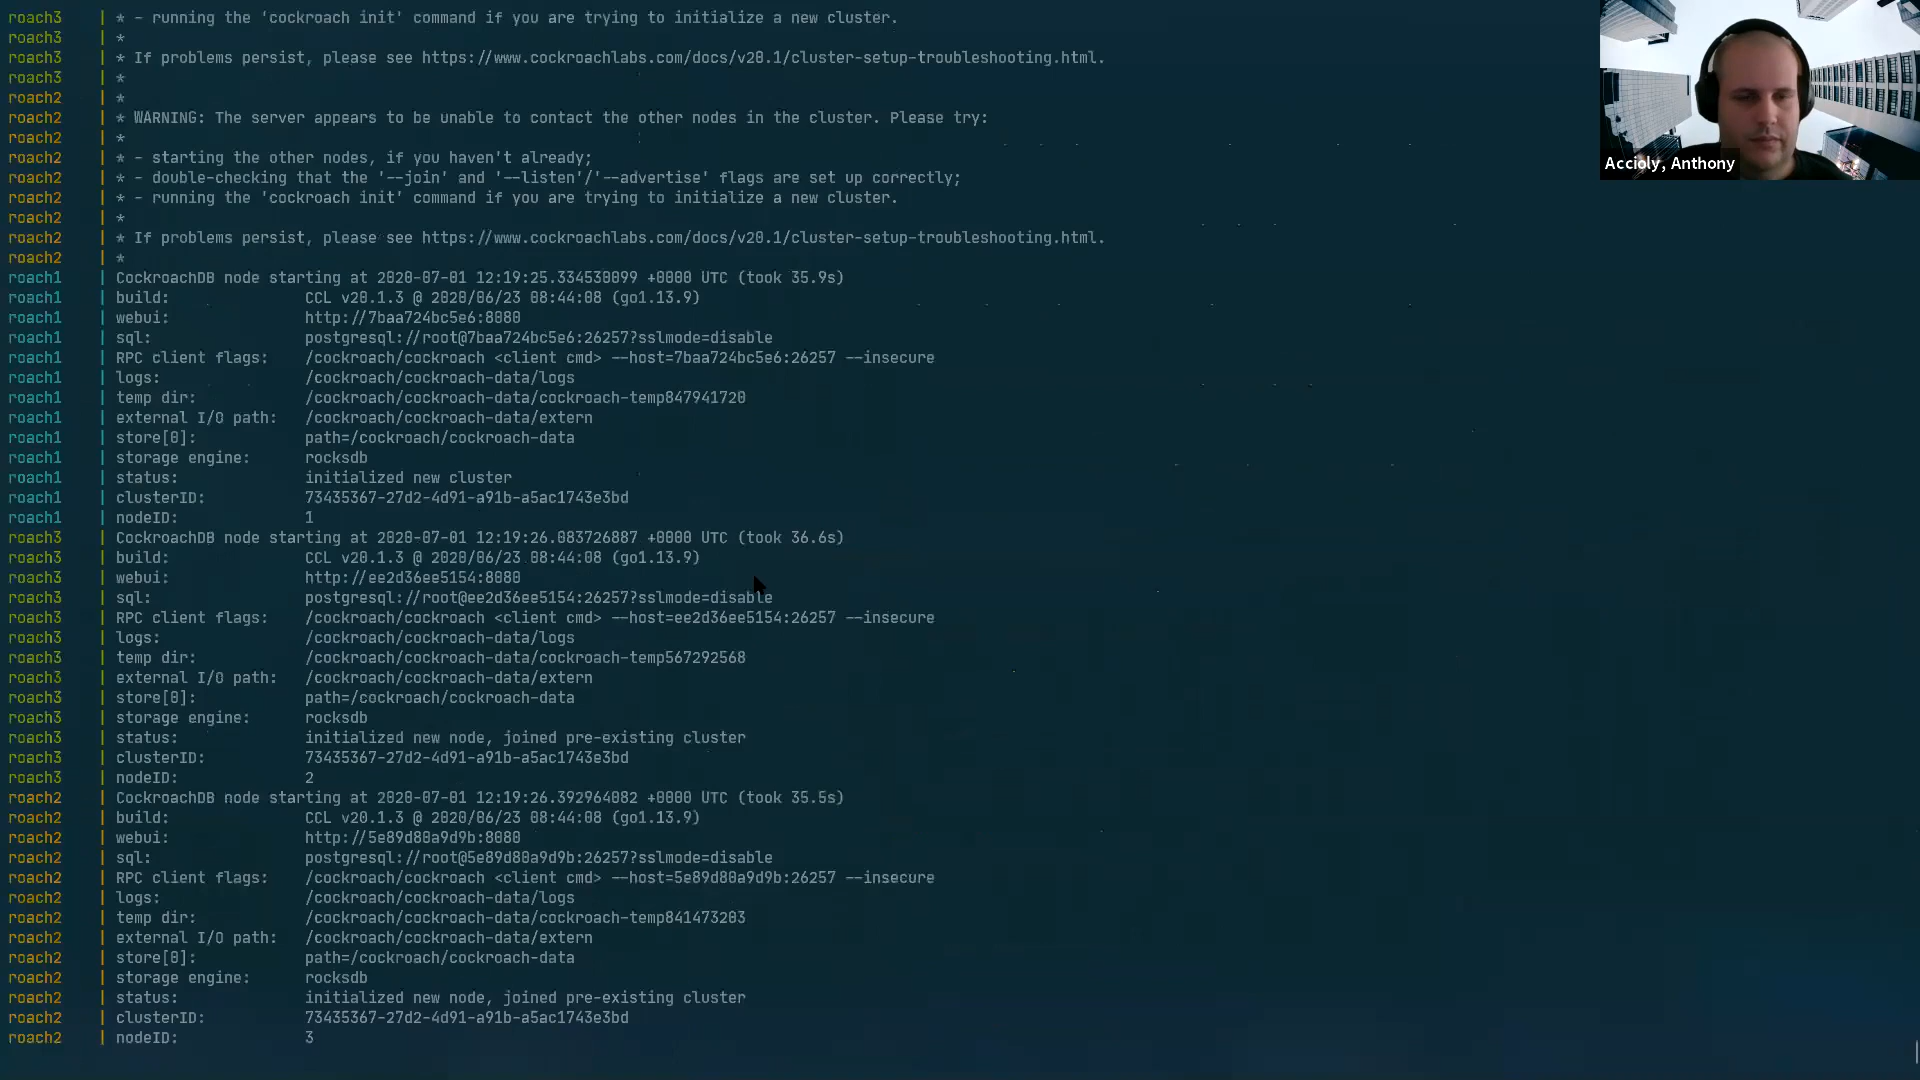 roach3 | * - running the 'cockroach init' command if you are trying to initialize a new cluster.
roach3 | *
roach3 | * If problems persist, please see https://www.cockroachlabs.com/docs/v20.1/cluster-setup-troubleshooting.html.
roach3 | *
roach2 | *
roach2 | * WARNING: The server appears to be unable to contact the other nodes in the cluster. Please try:
roach2 | *
roach2 | * - starting the other nodes, if you haven't already;
roach2 | * - double-checking that the '--join' and '--listen'/'--advertise' flags are set up correctly;
roach2 | * - running the 'cockroach init' command if you are trying to initialize a new cluster.
roach2 | *
roach2 | * If problems persist, please see https://www.cockroachlabs.com/docs/v20.1/cluster-setup-troubleshooting.html.
roach2 | *
roach1 | CockroachDB node starting at 2020-07-01 12:19:25.334530099 +0000 UTC (took 35.9s)
roach1 | build: CCL v20.1.3 @ 2020/06/23 08:44:08 (go1.13.9)
roach1 | webui: http://7baa724bc5e6:8080
roach1 | sql: postgresql://root@7baa724bc5e6:26257?sslmode=disable
roach1 | RPC client flags: /cockroach/cockroach <client cmd> --host=7baa724bc5e6:26257 --insecure
roach1 | logs: /cockroach/cockroach-data/logs
roach1 | temp dir: /cockroach/cockroach-data/cockroach-temp847941720
roach1 | external I/O path: /cockroach/cockroach-data/extern
roach1 | store[0]: path=/cockroach/cockroach-data
roach1 | storage engine: rocksdb
roach1 | status: initialized new cluster
roach1 | clusterID: 73435367-27d2-4d91-a91b-a5ac1743e3bd
roach1 | nodeID: 1
roach3 | CockroachDB node starting at 2020-07-01 12:19:26.083726887 +0000 UTC (took 36.6s)
roach3 | build: CCL v20.1.3 @ 2020/06/23 08:44:08 (go1.13.9)
roach3 | webui: http://ee2d36ee5154:8080
roach3 | sql: postgresql://root@ee2d36ee5154:26257?sslmode=disable
roach3 | RPC client flags: /cockroach/cockroach <client cmd> --host=ee2d36ee5154:26257 --insecure
roach3 | logs: /cockroach/cockroach-data/logs
roach3 | temp dir: /cockroach/cockroach-data/cockroach-temp567292568
roach3 | external I/O path: /cockroach/cockroach-data/extern
roach3 | store[0]: path=/cockroach/cockroach-data
roach3 | storage engine: rocksdb
roach3 | status: initialized new node, joined pre-existing cluster
roach3 | clusterID: 73435367-27d2-4d91-a91b-a5ac1743e3bd
roach3 | nodeID: 2
roach2 | CockroachDB node starting at 2020-07-01 12:19:26.392964082 +0000 UTC (took 35.5s)
roach2 | build: CCL v20.1.3 @ 2020/06/23 08:44:08 (go1.13.9)
roach2 | webui: http://5e89d80a9d9b:8080
roach2 | sql: postgresql://root@5e89d80a9d9b:26257?sslmode=disable
roach2 | RPC client flags: /cockroach/cockroach <client cmd> --host=5e89d80a9d9b:26257 --insecure
roach2 | logs: /cockroach/cockroach-data/logs
roach2 | temp dir: /cockroach/cockroach-data/cockroach-temp841473203
roach2 | external I/O path: /cockroach/cockroach-data/extern
roach2 | store[0]: path=/cockroach/cockroach-data
roach2 | storage engine: rocksdb
roach2 | status: initialized new node, joined pre-existing cluster
roach2 | clusterID: 73435367-27d2-4d91-a91b-a5ac1743e3bd
roach2 | nodeID: 3
Accioly, Anthony